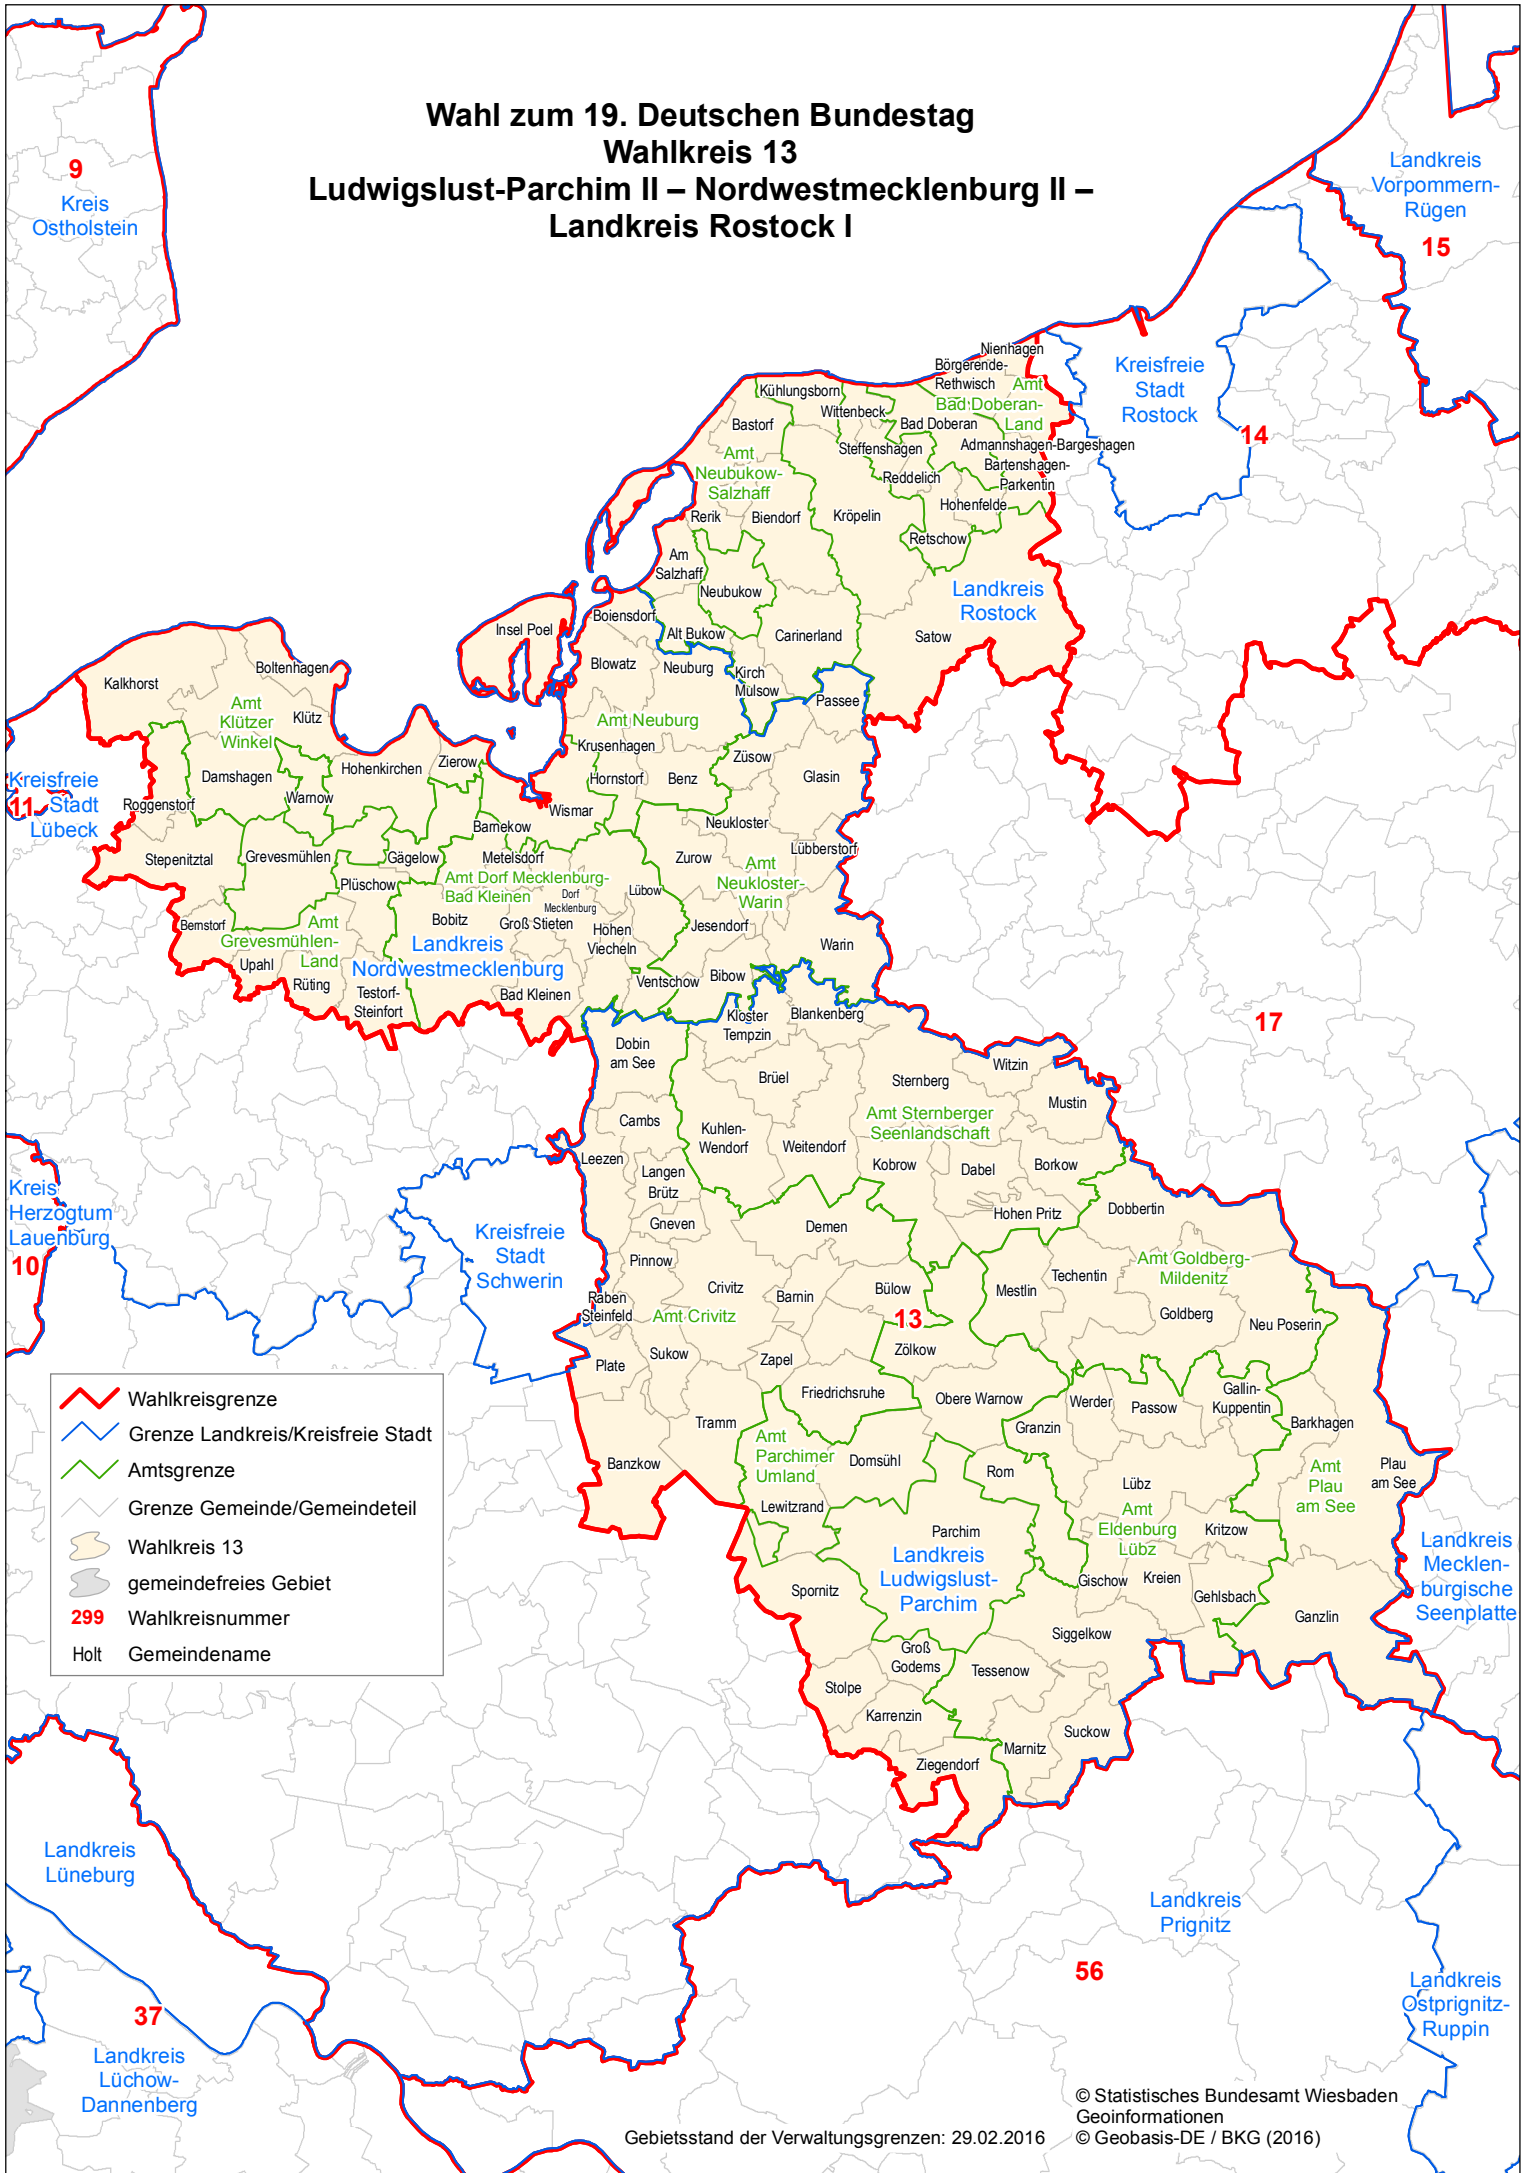 Wahl zum 19. Deutschen Bundestag
Wahlkreis 13
Ludwigslust-Parchim II – Nordwestmecklenburg II –
Landkreis Rostock I
9
Kreis
Ostholstein
Landkreis
Vorpommern-
Rügen
15
Kreisfreie
Stadt
Rostock
14
Nienhagen
Börgerende-
Rethwisch
Amt
Bad Doberan-
Land
Kühlungsborn
Wittenbeck
Bad Doberan
Bastorf
Steffenshagen
Admannshagen-Bargeshagen
Amt
Neubukow-
Salzhaff
Reddelich
Bartenshagen-
Parkentin
Hohenfelde
Rerik
Biendorf
Kröpelin
Retschow
Am
Salzhaff
Neubukow
Landkreis
Rostock
Boiensdorf
Insel Poel
Alt Bukow
Carinerland
Satow
Blowatz
Neuburg
Kirch
Mulsow
Passee
Boltenhagen
Kalkhorst
Amt
Klützer
Winkel
Klütz
Amt Neuburg
Krusenhagen
Züsow
Glasin
Hornstorf
Benz
Hohenkirchen
Zierow
Damshagen
Warnow
Kreisfreie
Stadt
Lübeck
11
Roggenstorf
Wismar
Barnekow
Neukloster
Stepenitztal
Grevesmühlen
Gägelow
Metelsdorf
Zurow
Lübberstorf
Amt
Neukloster-
Warin
Plüschow
Amt Dorf Mecklenburg-
Bad Kleinen
Dorf
Mecklenburg
Lübow
Bernstorf
Amt
Grevesmühlen-
Land
Bobitz
Groß Stieten
Hohen
Viecheln
Jesendorf
Warin
Landkreis
Nordwestmecklenburg
Upahl
Rüting
Testorf-
Steinfort
Bad Kleinen
Ventschow
Bibow
Kloster
Tempzin
Blankenberg
17
Dobin
am See
Brüel
Sternberg
Witzin
Mustin
Cambs
Kuhlen-
Wendorf
Weitendorf
Amt Sternberger
Seenlandschaft
Kobrow
Dabel
Borkow
Leezen
Langen
Brütz
Kreis
Herzogtum
Lauenburg
10
Gneven
Demen
Hohen Pritz
Dobbertin
Kreisfreie
Stadt
Schwerin
Pinnow
Crivitz
Barnin
Bülow
Mestlin
Techentin
Amt Goldberg-
Mildenitz
Goldberg
Neu Poserin
Raben
Steinfeld
Amt Crivitz
13
Zölkow
Sukow
Plate
Zapel
Friedrichsruhe
Obere Warnow
Werder
Passow
Gallin-
Kuppentin
Barkhagen
Tramm
Granzin
Amt
Parchimer
Umland
Domsühl
Rom
Banzkow
Lübz
Amt
Plau
am See
Plau
am See
Lewitzrand
Parchim
Amt
Eldenburg
Lübz
Kritzow
Landkreis
Ludwigslust-
Parchim
Landkreis
Mecklen-
burgische
Seenplatte
Spornitz
Gischow
Kreien
Gehlsbach
Ganzlin
Siggelkow
Groß
Godems
Tessenow
Stolpe
Karrenzin
Suckow
Marnitz
Ziegendorf
Wahlkreisgrenze
Grenze Landkreis/Kreisfreie Stadt
Amtsgrenze
Grenze Gemeinde/Gemeindeteil
Wahlkreis 13
gemeindefreies Gebiet
299 Wahlkreisnummer
Holt Gemeindename
Landkreis
Lüneburg
37
Landkreis
Lüchow-
Dannenberg
Landkreis
Prignitz
56
Landkreis
Ostprignitz-
Ruppin
Gebietsstand der Verwaltungsgrenzen: 29.02.2016
© Statistisches Bundesamt Wiesbaden
Geoinformationen
© Geobasis-DE / BKG (2016)